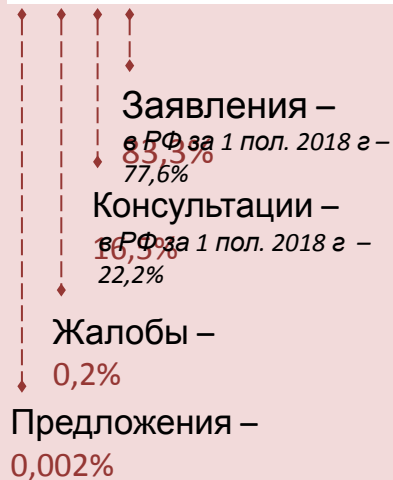 Заявления –
83,3%
в РФ за 1 пол. 2018 г –
77,6%
Консультации –
16,5%
в РФ за 1 пол. 2018 г –
22,2%
Жалобы –
0,2%
Предложения –
0,002%